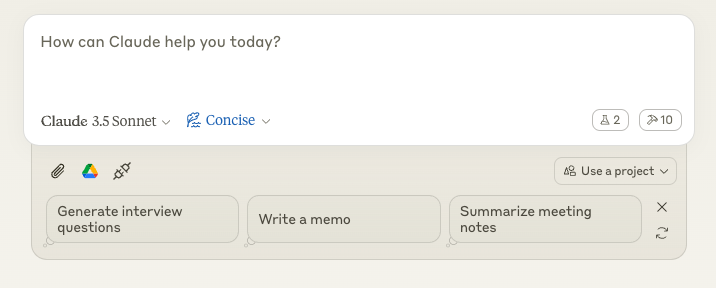 How can Claude help you today?
Claude 3.5 Sonnet
Concise
2
10
Use a project
Generate interview
questions
Write a memo
Summarize meeting
notes